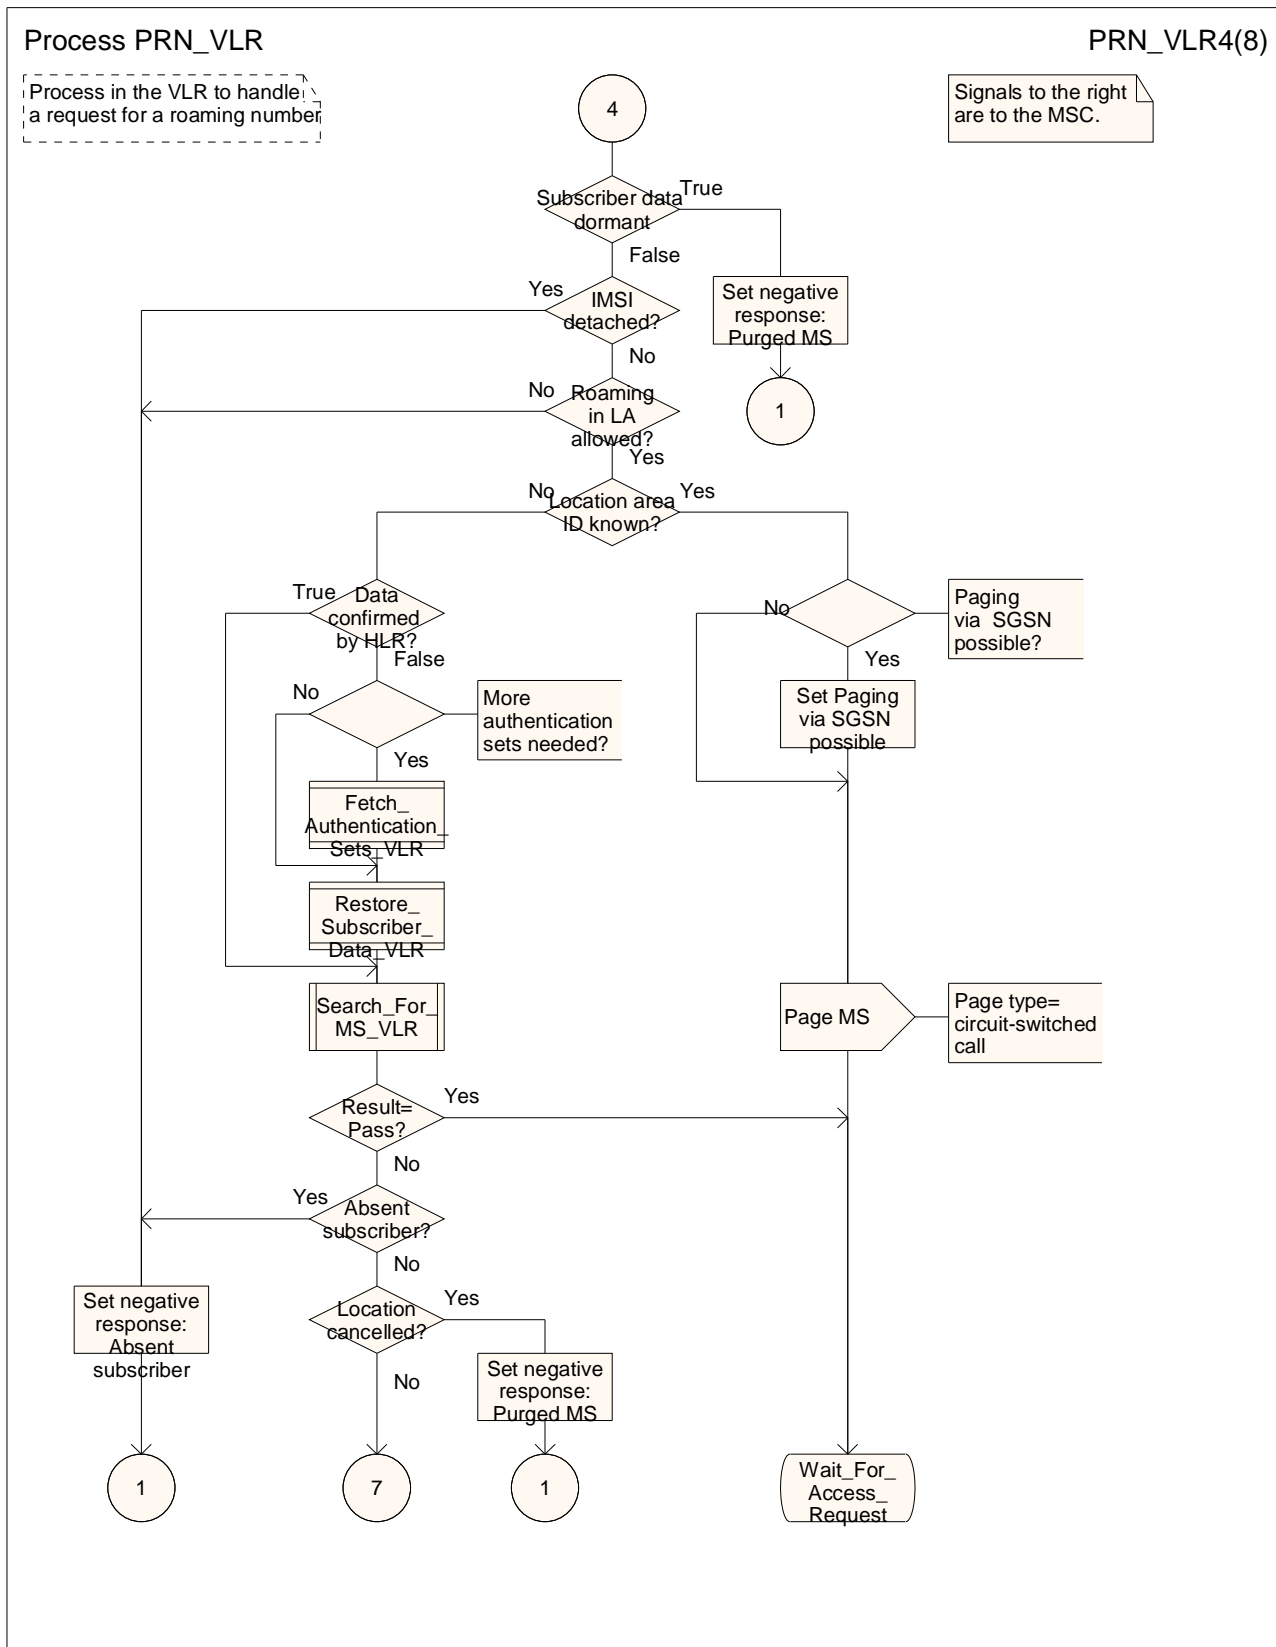 Process PRN_VLR
PRN_VLR4(8)
Process in the VLR to handle
a request for a roaming number
4
Signals to the right
are to the MSC.
Subscriber data
dormant
True
False
Set negative
response:
Purged MS
1
Yes
IMSI
detached?
No
No
Roaming
in LA
allowed?
Yes
No
Location area
ID known?
Yes
True
Data
confirmed
by HLR?
False
No
Paging
via  SGSN
possible?
Yes
Set Paging
via SGSN
possible
No
More
authentication
sets needed?
Yes
Fetch_
Authentication_
Sets_VLR
Restore_
Subscriber_
Data_VLR
Search_For_
MS_VLR
Page MS
Page type=
circuit-switched
call
Result=
Pass?
Yes
No
Yes
Absent
subscriber?
No
Set negative
response:
Absent
subscriber
Location
cancelled?
Yes
No
Set negative
response:
Purged MS
1
7
1
Wait_For_
Access_
Request